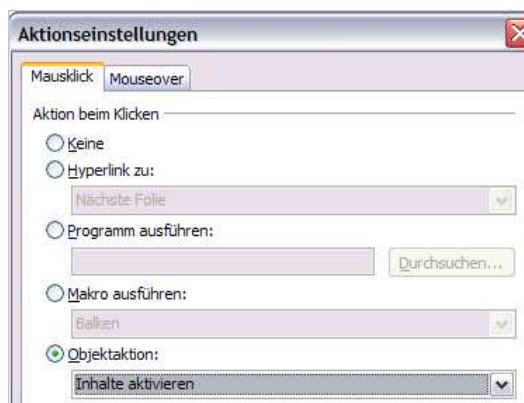 Aktionseinstellungen
Mausklick Mouseover
Aktion beim Klicken
Keine
Hyperlink zu:
Nächste Folie
Programm ausführen:
Durchsuchen...
Makro ausführen:
Balken
Objektaktion:
Inhalte aktivieren